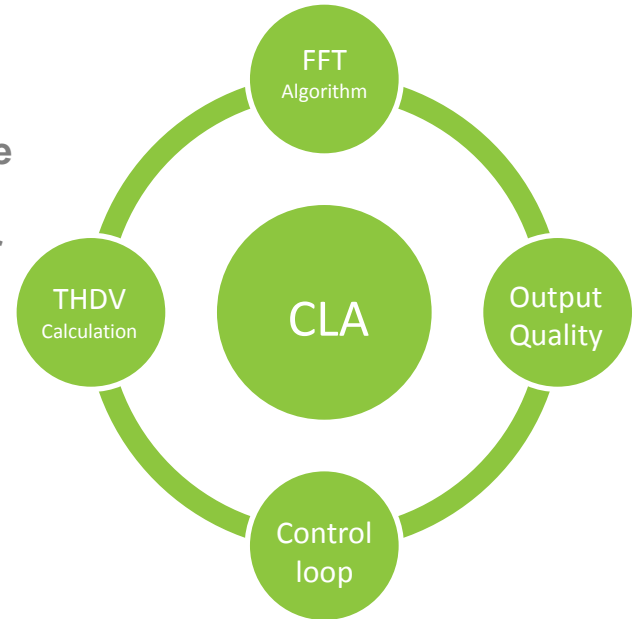 FFT
Algorithm
THDV
Calculation
CLA
Output
Quality
Control
loop